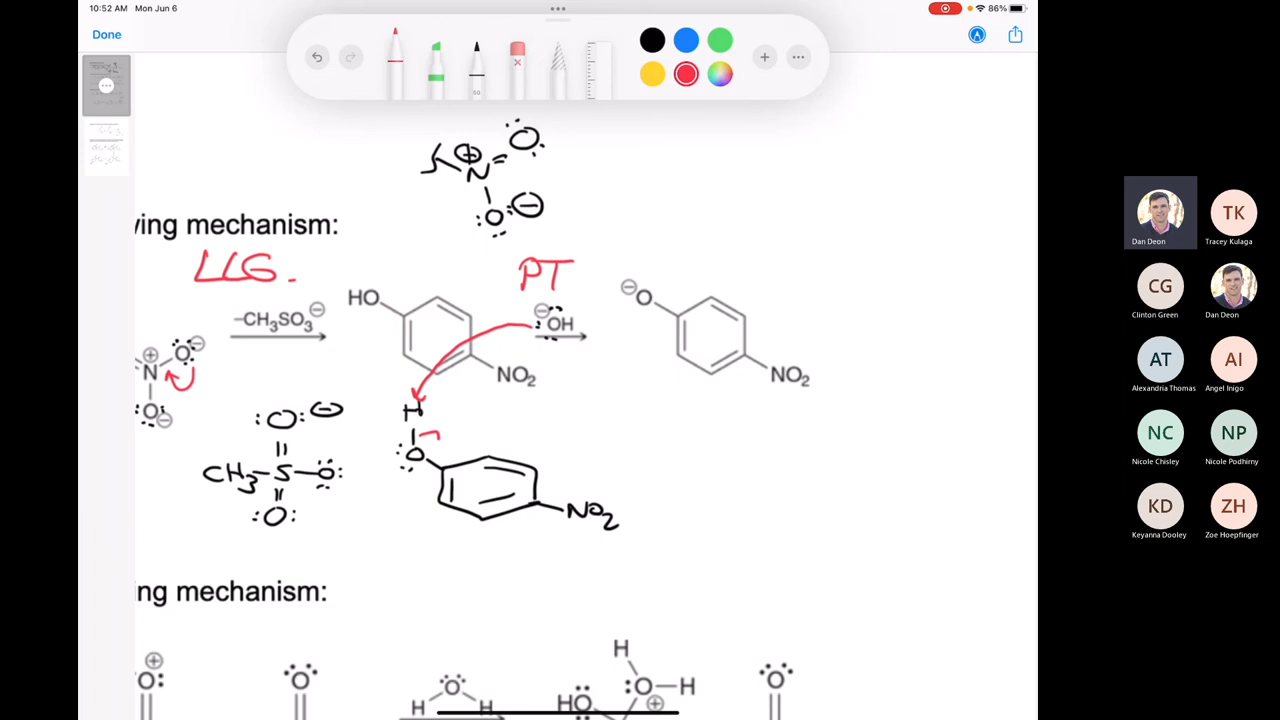 10:52 AM Mon Jun 6
86%
Done
50
N
O
O
ving mechanism:
LLG.
PT
HO
NO2
–CH3SO3
OH
O
NO2
N
O
O
CH3
S
O
O
O
H
O
NO2
ing mechanism:
O
O
H
O
H
H
O
H
HO
O
Dan Deon
TK
Tracey Kulaga
CG
Clinton Green
Dan Deon
AT
Alexandria Thomas
AI
Angel Inigo
NC
Nicole Chisley
NP
Nicole Podhirny
KD
Keyanna Dooley
ZH
Zoe Hoepfinger